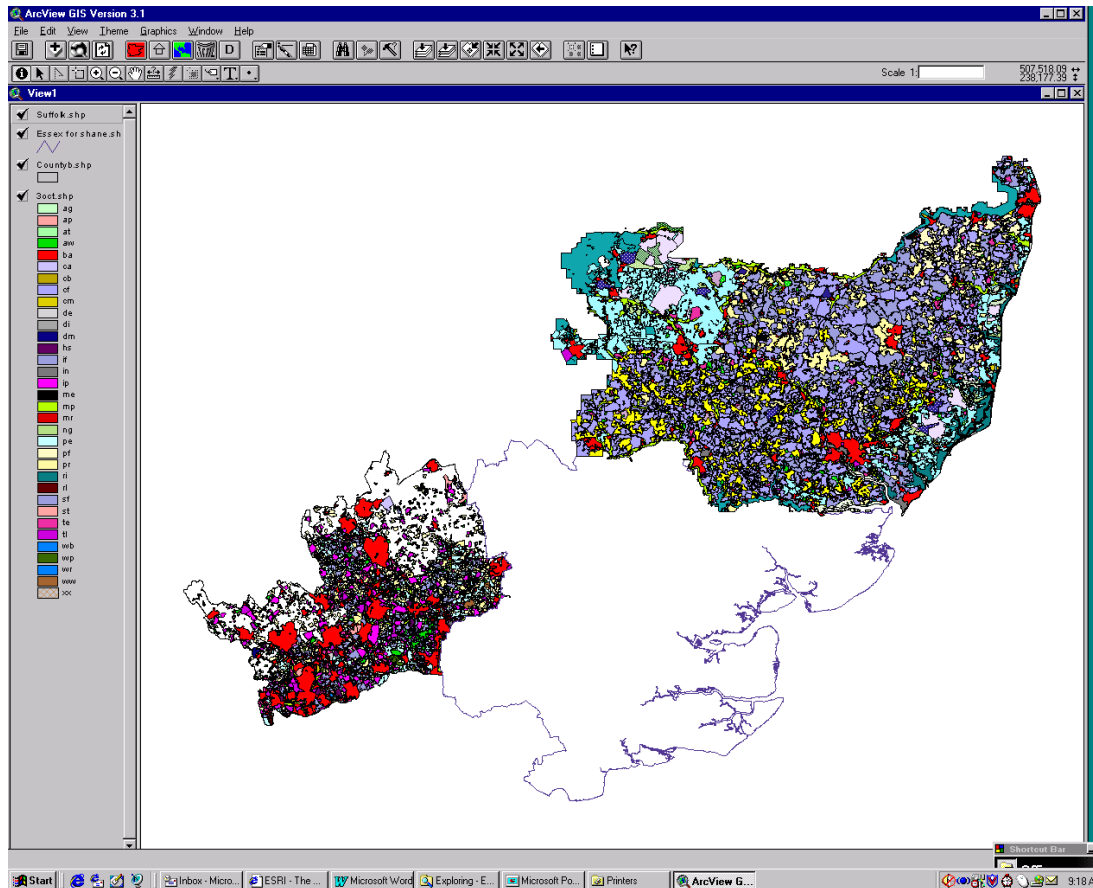 ArcView GIS Version 3.1
File Edit View Theme Graphics Window Help
D
T
Scale 1:
507,518.09
238,177.39
View1
Suffolk.shp
Essex for shane.sh
Countyb.shp
3oct.shp
ag
ap
at
aw
ba
ca
cb
cf
cm
de
di
dm
hs
if
in
ip
me
mp
mr
ng
pe
pf
pr
ri
rl
sf
st
te
tl
wb
wp
wr
ww
xx
Shortcut Bar
Start Inbox - Micro... ESRI - The ... Microsoft Word Exploring - E... Microsoft Po... Printers ArcView G... 9:18 A